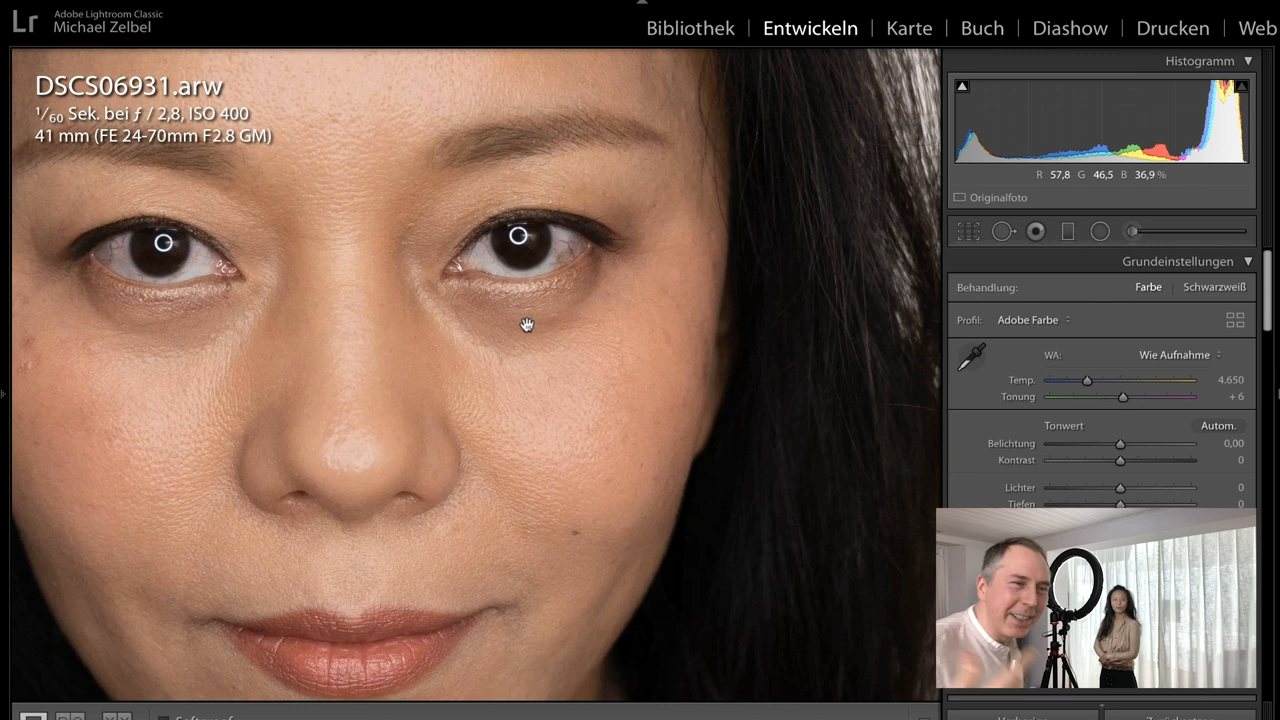 Lr
Adobe Lightroom Classic
Michael Zelbel
Bibliothek | Entwickeln | Karte | Buch | Diashow | Drucken | Web
DSCS06931.arw
1/60 Sek. bei ƒ / 2,8, ISO 400
41 mm (FE 24-70mm F2.8 GM)
Histogramm
R 57,8 G 46,5 B 36,9 %
Originalfoto
Grundeinstellungen
Behandlung: Farbe | Schwarzweiß
Profil: Adobe Farbe
WA: Wie Aufnahme
Temp. 4.650
Tonung + 6
Tonwert Autom.
Belichtung 0,00
Kontrast 0
Lichter 0
Tiefen 0